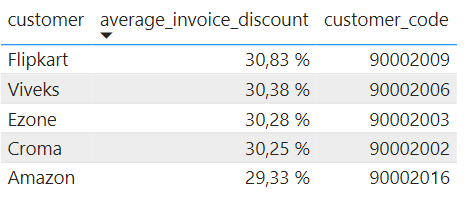 customer average_invoice_discount customer_code
Flipkart 30,83 % 90002009
Viveks 30,38 % 90002006
Ezone 30,28 % 90002003
Croma 30,25 % 90002002
Amazon 29,33 % 90002016